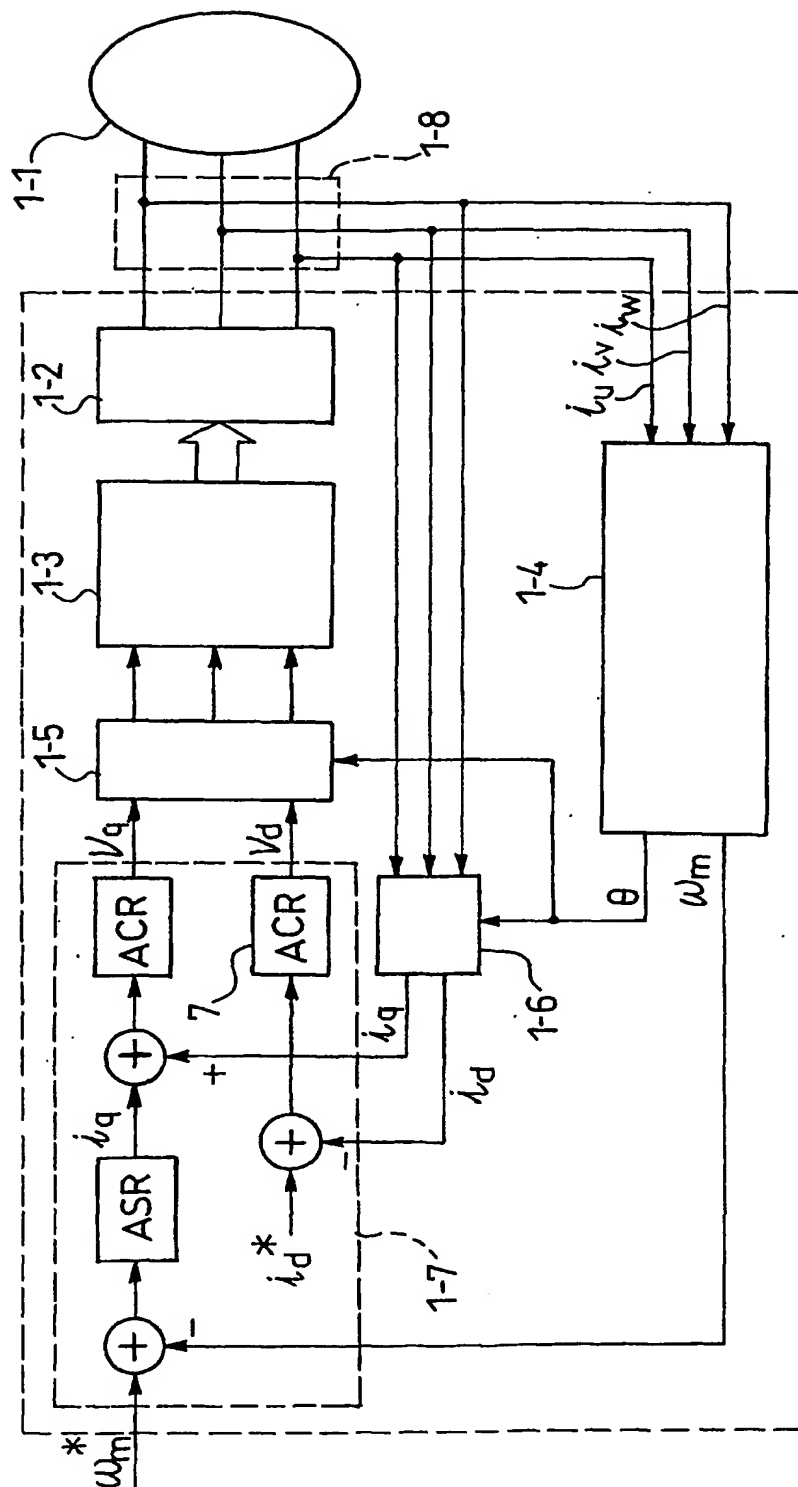 1-1
1-8
1-2
1-3
1-5
1-4
iu
iv
iw
Vq
Vd
ACR
ACR
7
θ
ωm
1-6
iq
id
+
+
iq
+
-
ASR
id*
1-7
+
-
ωm*